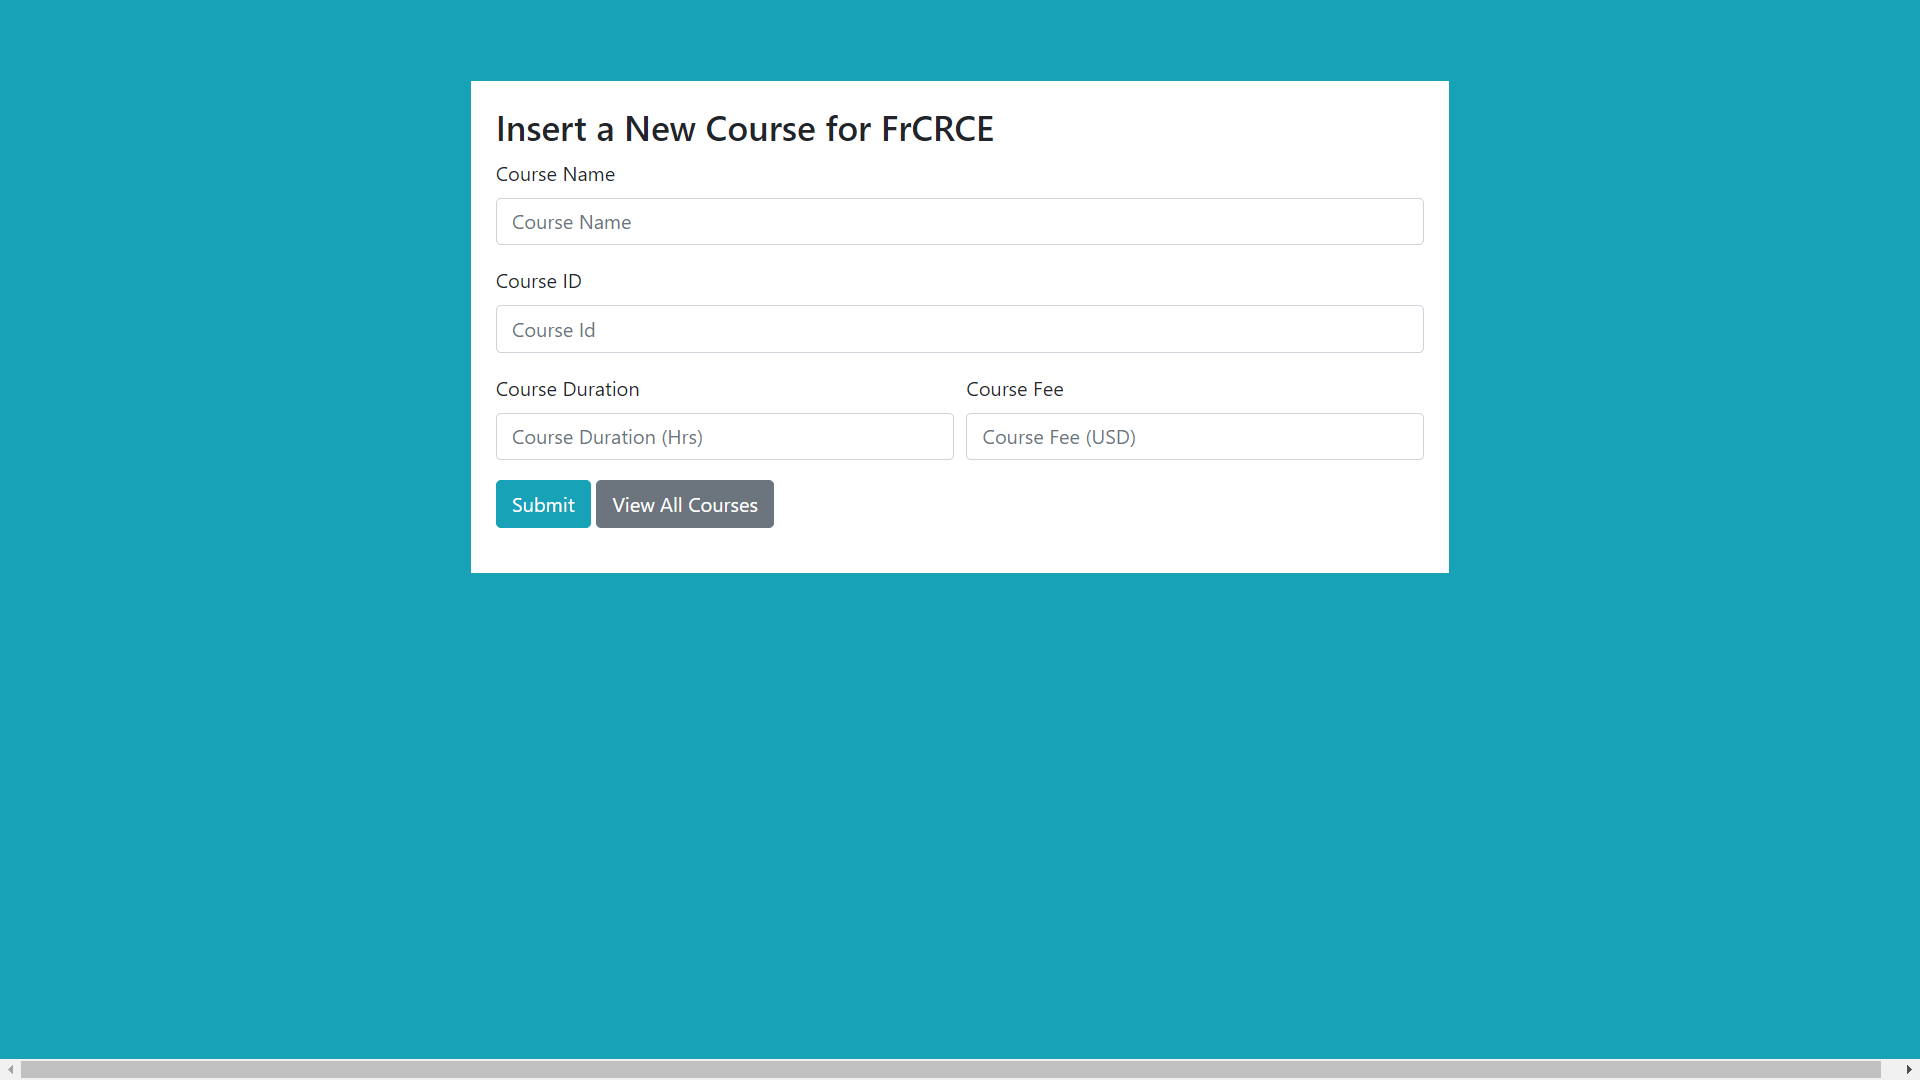 Insert a New Course for FrCRCE
Course Name
Course Name
Course ID
Course Id
Course Duration
Course Fee
Course Duration (Hrs)
Course Fee (USD)
Submit
View All Courses